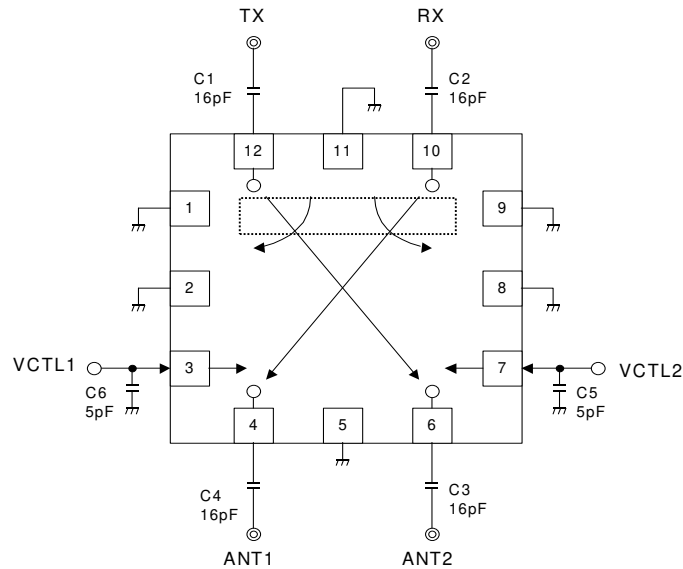 TX RX
C1
16pF
C2
16pF
12 11 10
1 9
2 8
VCTL1 3 7 VCTL2
C6
5pF
C5
5pF
4 5 6
C4
16pF
C3
16pF
ANT1 ANT2